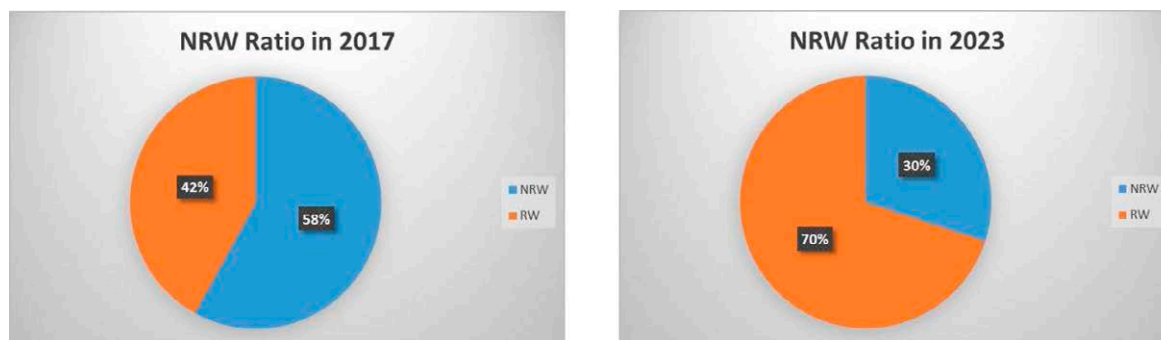 NRW Ratio in 2017
42%
58%
NRW
RW
NRW Ratio in 2023
30%
70%
NRW
RW